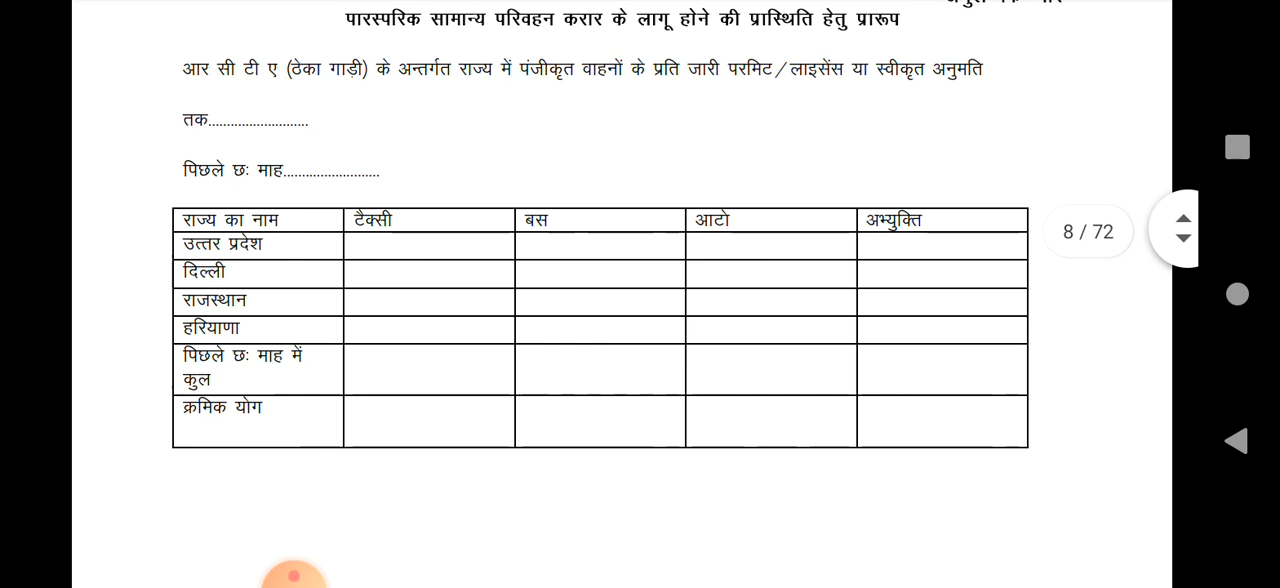 पारस्परिक सामान्य परिवहन करार के लागू होने की प्रास्थिति हेतु प्रारूप
आर सी टी ए (ठेका गाड़ी) के अन्तर्गत राज्य में पंजीकृत वाहनों के प्रति जारी परमिट/लाइसेंस या स्वीकृत अनुमति
तक...........................
पिछले छः माह..........................
राज्य का नाम टैक्सी बस आटो अभ्युक्ति
उत्तर प्रदेश
दिल्ली
राजस्थान
हरियाणा
पिछले छः माह में
कुल
क्रमिक योग
8 / 72